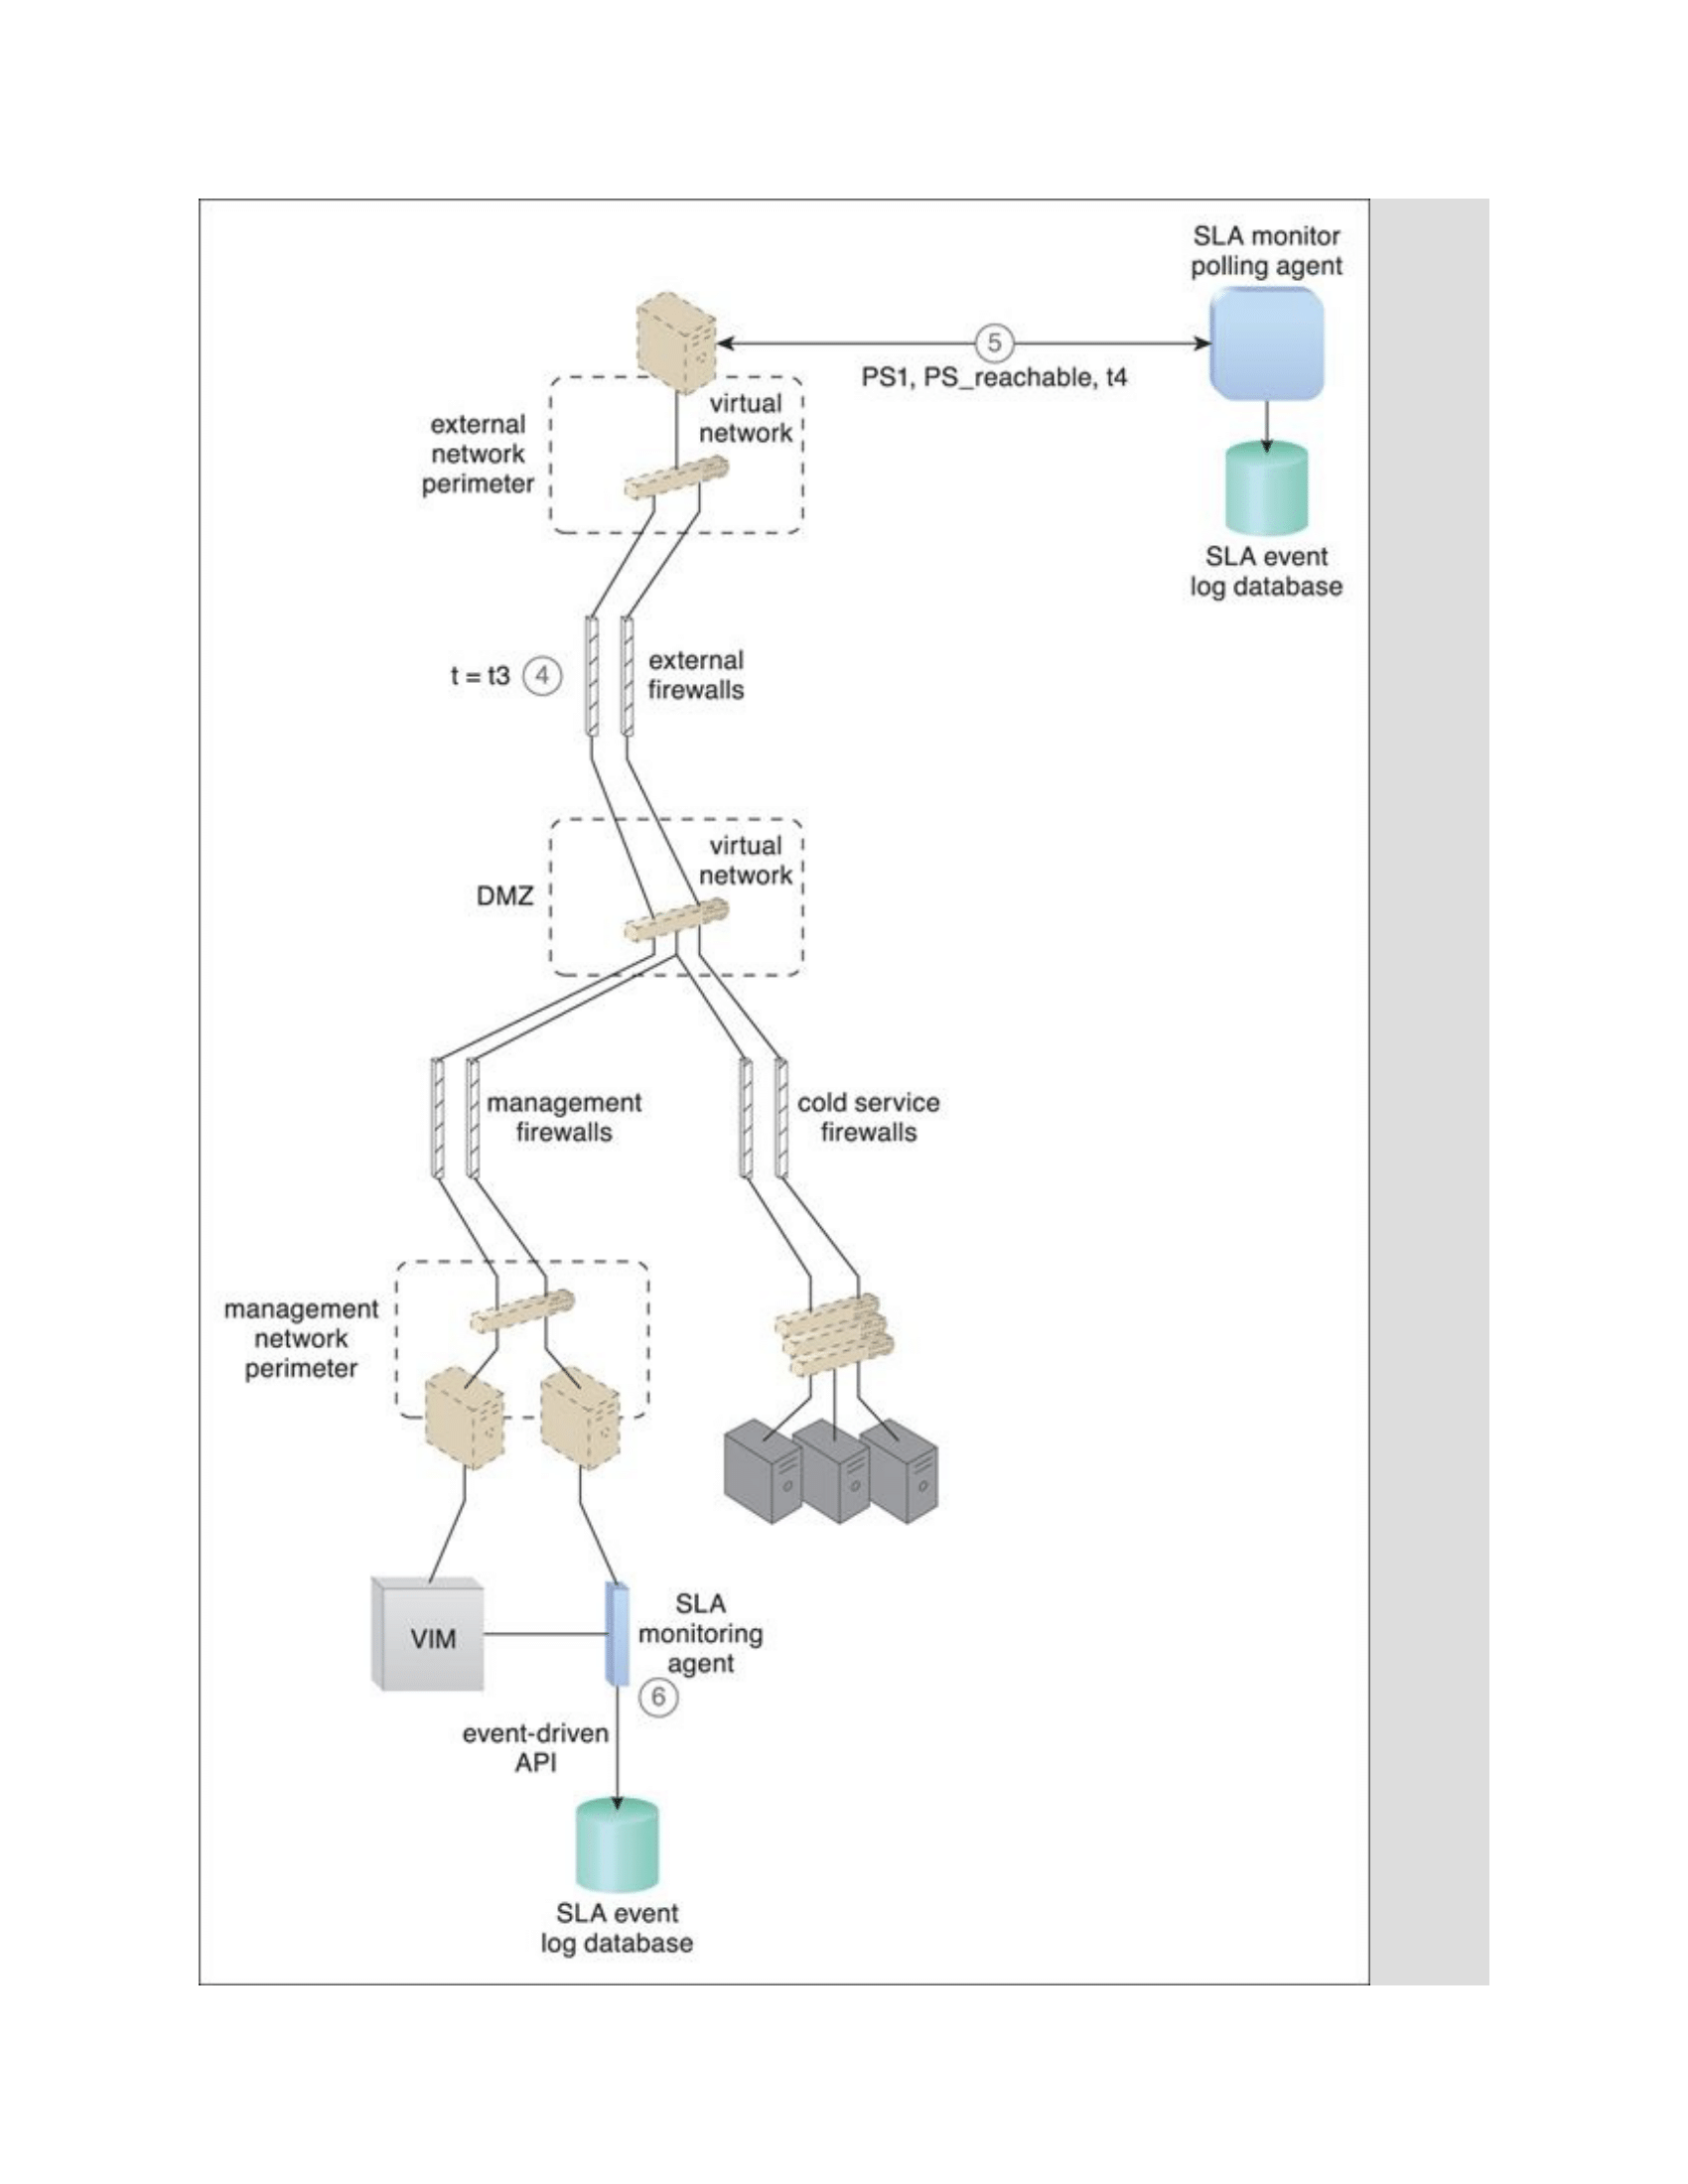 SLA monitor
polling agent
5
PS1, PS_reachable, t4
virtual
network
external
network
perimeter
SLA event
log database
t = t3 4
external
firewalls
virtual
network
DMZ
management
firewalls
cold service
firewalls
management
network
perimeter
VIM
SLA
monitoring
agent
6
event-driven
API
SLA event
log database